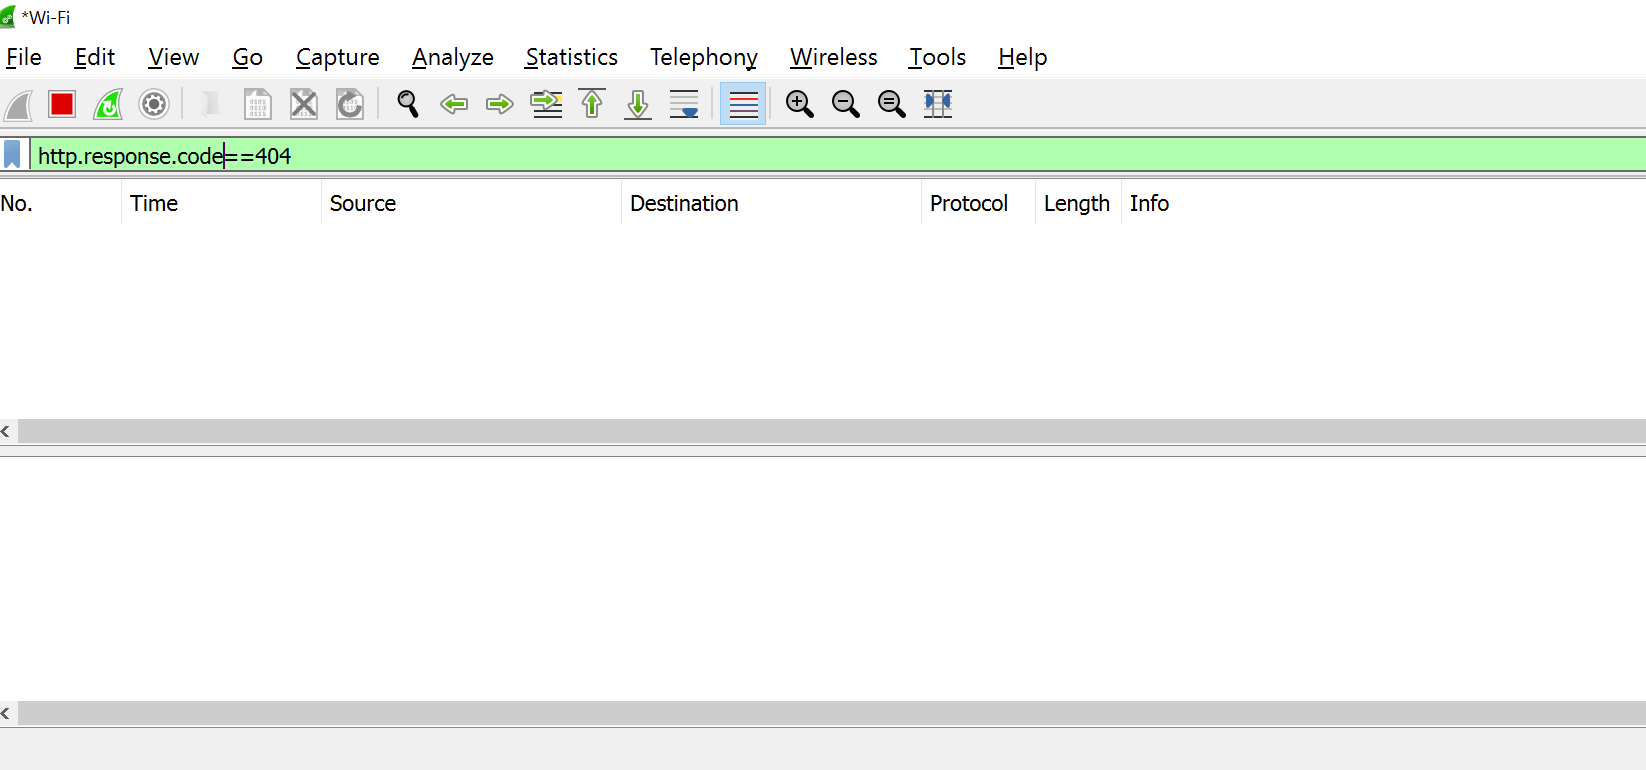 *Wi-Fi
File Edit View Go Capture Analyze Statistics Telephony Wireless Tools Help
http.response.code==404
No. Time Source Destination Protocol Length Info